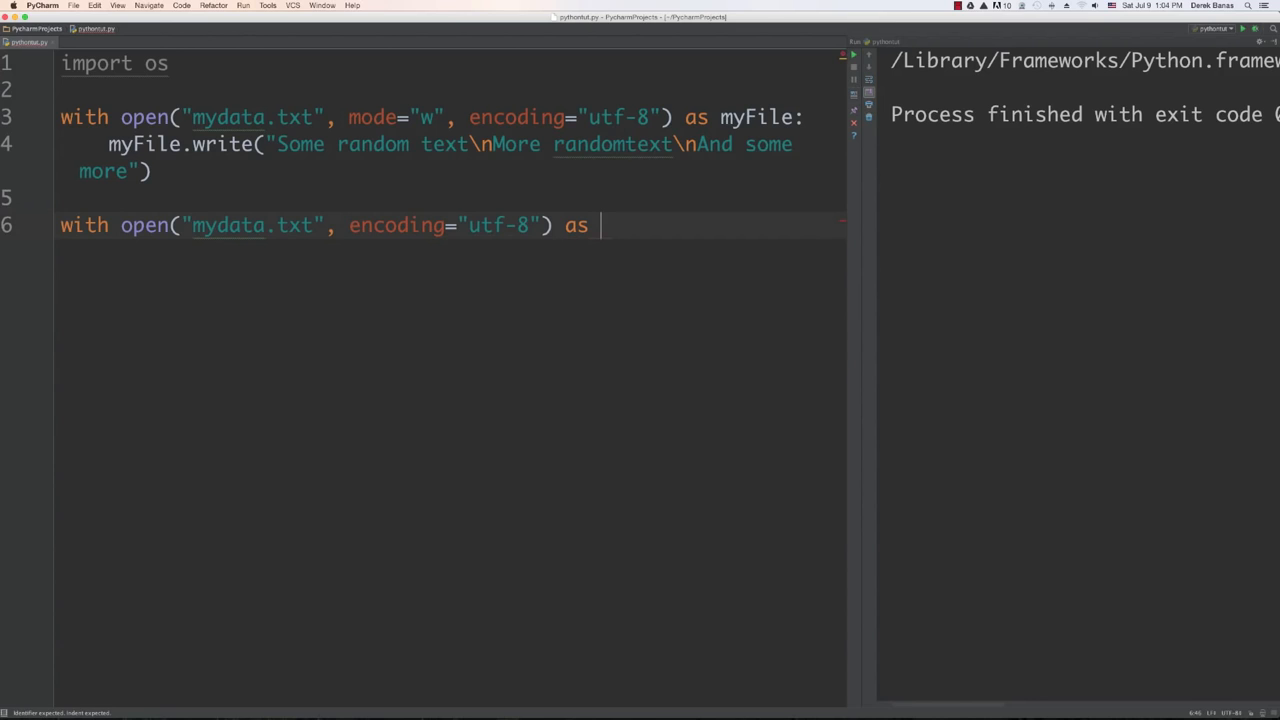 PyCharm File Edit View Navigate Code Refactor Run Tools VCS Window Help
10 Sat Jul 9 1:04 PM Derek Banas
pythontut.py - PycharmProjects - [~/PycharmProjects]
PycharmProjects pythontut.py
pythontut
pythontut.py
Run: pythontut
1 import os
2
3 with open("mydata.txt", mode="w", encoding="utf-8") as myFile:
4 myFile.write("Some random text\nMore randomtext\nAnd some
more")
5
6 with open("mydata.txt", encoding="utf-8") as
/Library/Frameworks/Python.framew
Process finished with exit code 0
Identifier expected, Indent expected.
6:46 LF÷ UTF-8÷